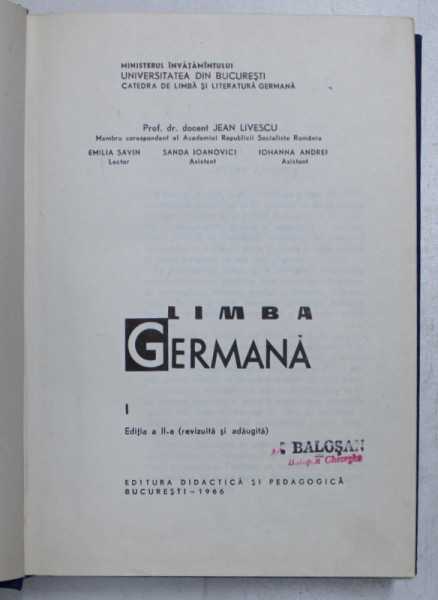 MINISTERUL ÎNVĂȚĂMÎNTULUI
UNIVERSITATEA DIN BUCUREȘTI
CATEDRA DE LIMBĂ ȘI LITERATURĂ GERMANĂ
Prof. dr. docent JEAN LIVESCU
Membru corespondent al Academiei Republicii Socialiste România
EMILIA SAVIN SANDA IOANOVICI IOHANNA ANDREI
Lector Asistent Asistent
LIMBA
GERMANĂ
I
Ediția a II-a (revizuită și adăugită)
BALOȘAN
Gheorghe
EDITURA DIDACTICĂ ȘI PEDAGOGICĂ
BUCUREȘTI – 1966